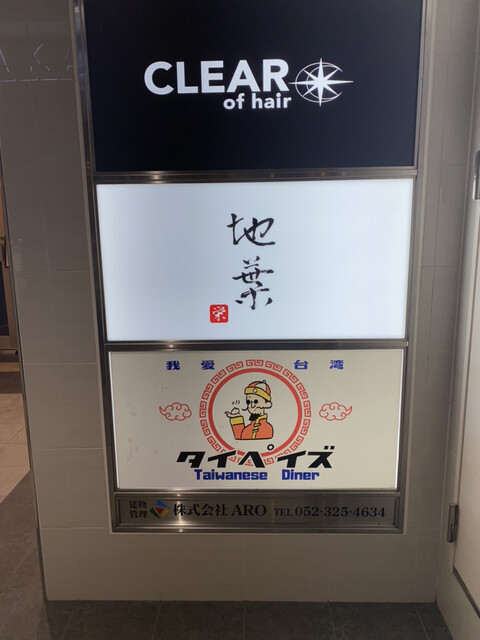 CLEAR
of hair
地葉
栄
我愛台湾
タイペイズ
Taiwanese Diner
建物
管理
株式会社ARO TEL 052-325-4634